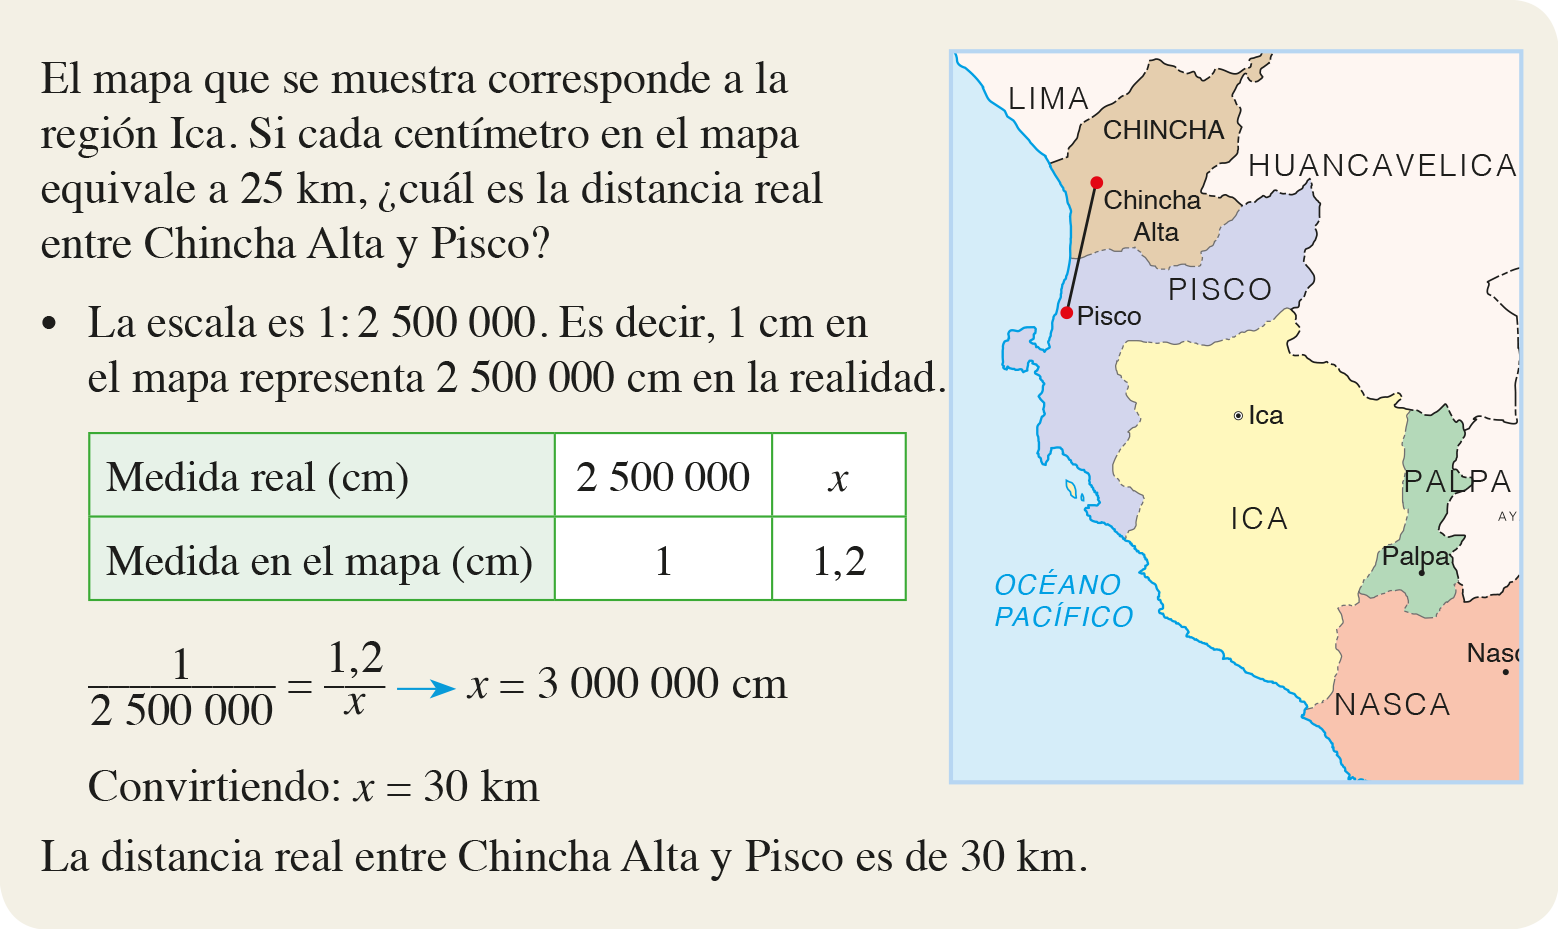 El mapa que se muestra corresponde a la
región Ica. Si cada centímetro en el mapa
equivale a 25 km, ¿cuál es la distancia real
entre Chincha Alta y Pisco?
• La escala es 1: 2 500 000. Es decir, 1 cm en
el mapa representa 2 500 000 cm en la realidad.
Medida real (cm) 2 500 000 x
Medida en el mapa (cm) 1 1,2
1 / 2 500 000 = 1,2 / x → x = 3 000 000 cm
Convirtiendo: x = 30 km
La distancia real entre Chincha Alta y Pisco es de 30 km.
LIMA
CHINCHA
HUANCAVELICA
Chincha
Alta
PISCO
Pisco
Ica
PALPA
ICA
AY
Palpa
OCÉANO
PACÍFICO
Nasc
NASCA